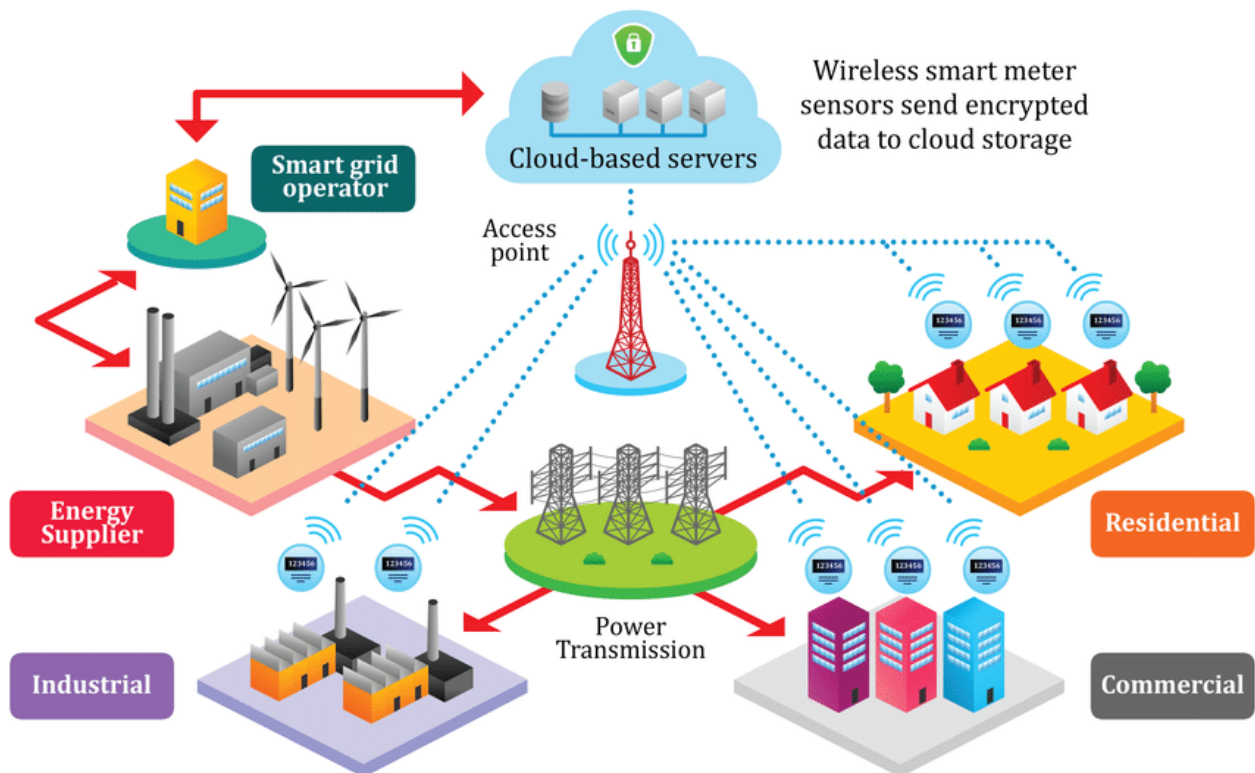 Wireless smart meter
sensors send encrypted
data to cloud storage
Cloud-based servers
Smart grid
operator
Access
point
123456
123456
123456
Energy
Supplier
Residential
123456
123456
123456
123456
123456
Power
Transmission
Industrial
Commercial